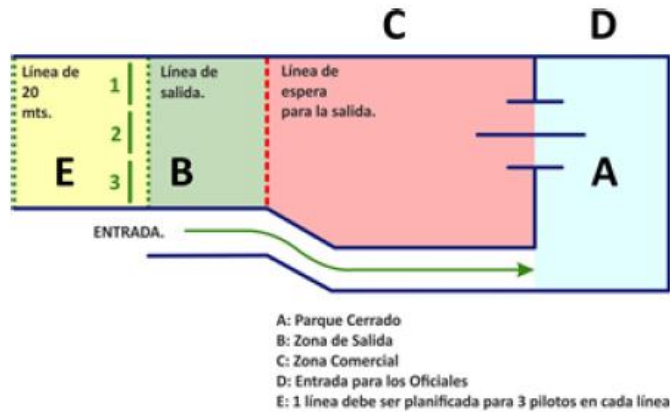 C
D
Línea de
20
mts.
1
2
3
E
Línea de
salida.
B
Línea de
espera
para la salida.
A
ENTRADA.
A: Parque Cerrado
B: Zona de Salida
C: Zona Comercial
D: Entrada para los Oficiales
E: 1 línea debe ser planificada para 3 pilotos en cada línea